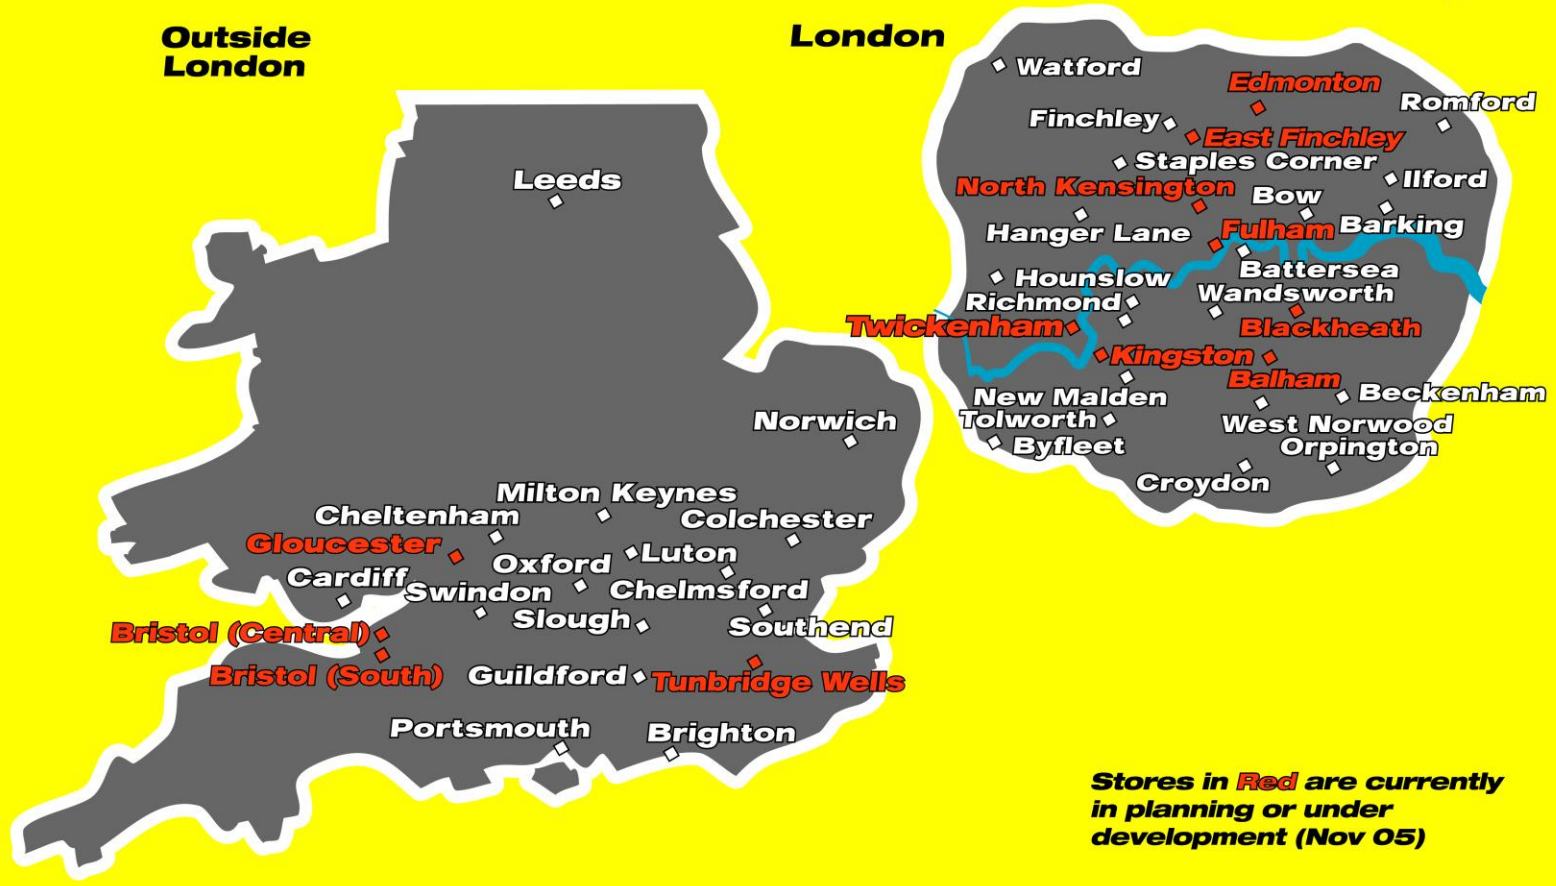 Outside
London
Leeds
Norwich
Milton Keynes
Cheltenham
Colchester
Gloucester
Luton
Oxford
Cardiff
Swindon
Chelmsford
Slough
Southend
Bristol (Central)
Bristol (South)
Guildford
Tunbridge Wells
Portsmouth
Brighton
London
Watford
Edmonton
Romford
Finchley
East Finchley
Staples Corner
Ilford
North Kensington
Bow
Hanger Lane
Fulham
Barking
Hounslow
Battersea
Richmond
Wandsworth
Twickenham
Blackheath
Kingston
Balham
New Malden
Beckenham
Tolworth
West Norwood
Byfleet
Orpington
Croydon
Stores in Red are currently
in planning or under
development (Nov 05)